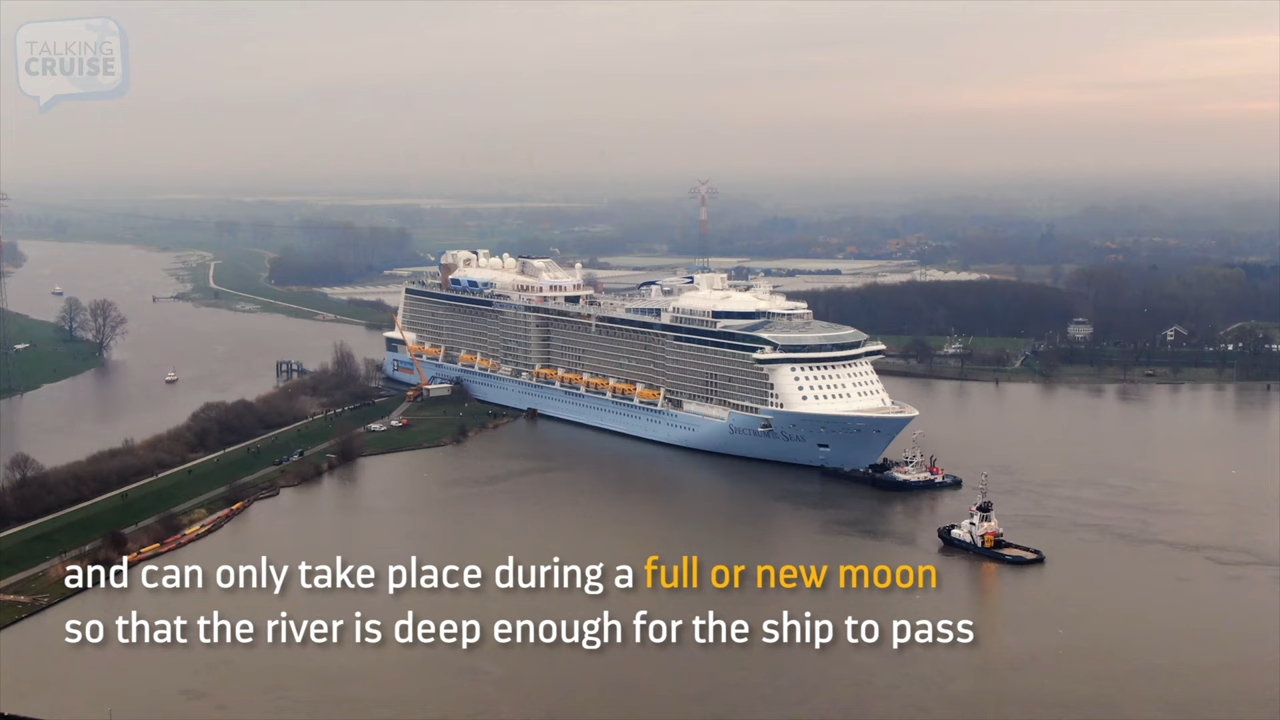 TALKING
CRUISE
SPECTRUM OF THE SEAS
and can only take place during a full or new moon
so that the river is deep enough for the ship to pass